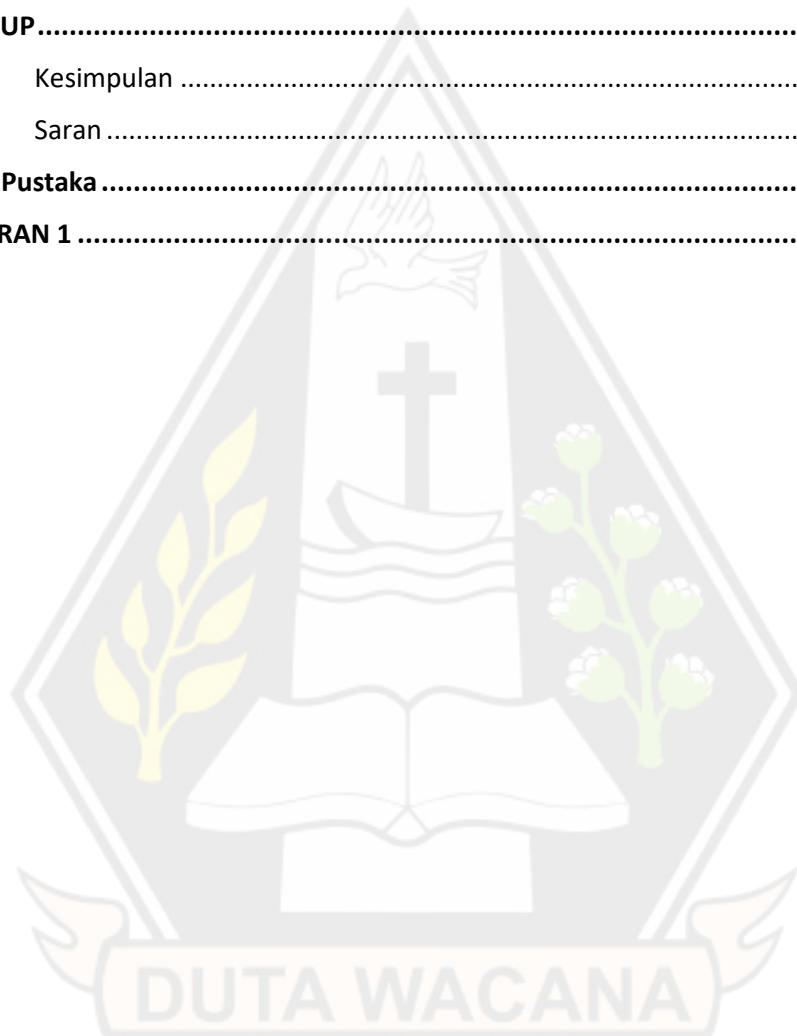 UP..........................................................................................
Kesimpulan ..........................................................................................
Saran ..........................................................................................
Pustaka ..........................................................................................
RAN 1 ..........................................................................................
DUTA WACANA